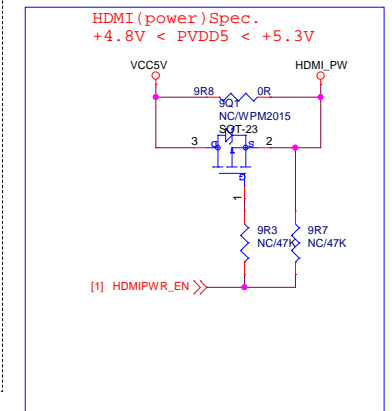 HDMI(power)Spec.
+4.8V < PVDD5 < +5.3V
VCC5V
HDMI_PW
9R8
0R
9Q1
NC/WPM2015
SOT-23
D
S
3
2
G
1
9R3
NC/47K
9R7
NC/47K
[1] HDMIPWR_EN